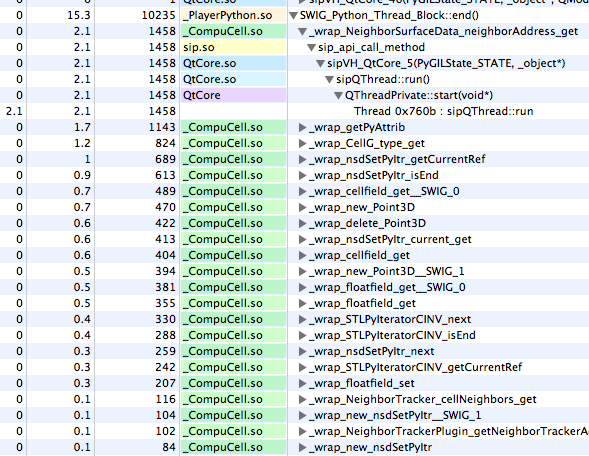 0 0 0 QtCore.so sipVH_QtCore_40(PyGILState_STATE, _object*, QMod
0 15.3 10235 _PlayerPython.so ▼SWIG_Python_Thread_Block::end()
0 2.1 1458 _CompuCell.so ▼_wrap_NeighborSurfaceData_neighborAddress_get
0 2.1 1458 sip.so ▼sip_api_call_method
0 2.1 1458 QtCore.so ▼sipVH_QtCore_5(PyGILState_STATE, _object*)
0 2.1 1458 QtCore.so ▼sipQThread::run()
0 2.1 1458 QtCore ▼QThreadPrivate::start(void*)
2.1 2.1 1458 Thread 0x760b : sipQThread::run
0 1.7 1143 _CompuCell.so ▶_wrap_getPyAttrib
0 1.2 824 _CompuCell.so ▶_wrap_CellG_type_get
0 1 689 _CompuCell.so ▶_wrap_nsdSetPyItr_getCurrentRef
0 0.9 613 _CompuCell.so ▶_wrap_nsdSetPyItr_isEnd
0 0.7 489 _CompuCell.so ▶_wrap_cellfield_get__SWIG_0
0 0.7 470 _CompuCell.so ▶_wrap_new_Point3D
0 0.6 422 _CompuCell.so ▶_wrap_delete_Point3D
0 0.6 413 _CompuCell.so ▶_wrap_nsdSetPyItr_current_get
0 0.6 404 _CompuCell.so ▶_wrap_cellfield_get
0 0.5 394 _CompuCell.so ▶_wrap_new_Point3D__SWIG_1
0 0.5 381 _CompuCell.so ▶_wrap_floatfield_get__SWIG_0
0 0.5 355 _CompuCell.so ▶_wrap_floatfield_get
0 0.4 330 _CompuCell.so ▶_wrap_STLPyIteratorCINV_next
0 0.4 288 _CompuCell.so ▶_wrap_STLPyIteratorCINV_isEnd
0 0.3 259 _CompuCell.so ▶_wrap_nsdSetPyItr_next
0 0.3 242 _CompuCell.so ▶_wrap_STLPyIteratorCINV_getCurrentRef
0 0.3 207 _CompuCell.so ▶_wrap_floatfield_set
0 0.1 116 _CompuCell.so ▶_wrap_NeighborTracker_cellNeighbors_get
0 0.1 104 _CompuCell.so ▶_wrap_new_nsdSetPyItr__SWIG_1
0 0.1 102 _CompuCell.so ▶_wrap_NeighborTrackerPlugin_getNeighborTrackerAc
0 0.1 84 _CompuCell.so ▶_wrap_new_nsdSetPyItr